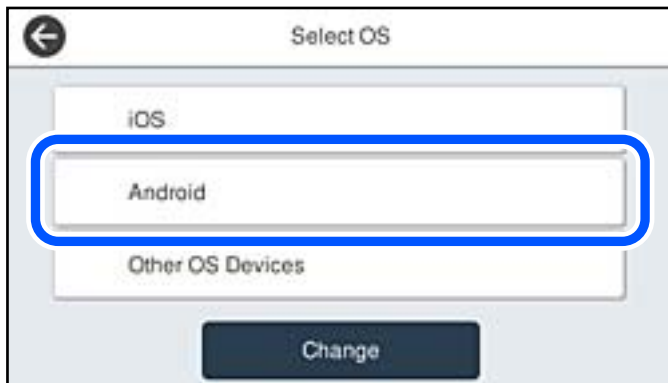 Select OS
iOS
Android
Other OS Devices
Change